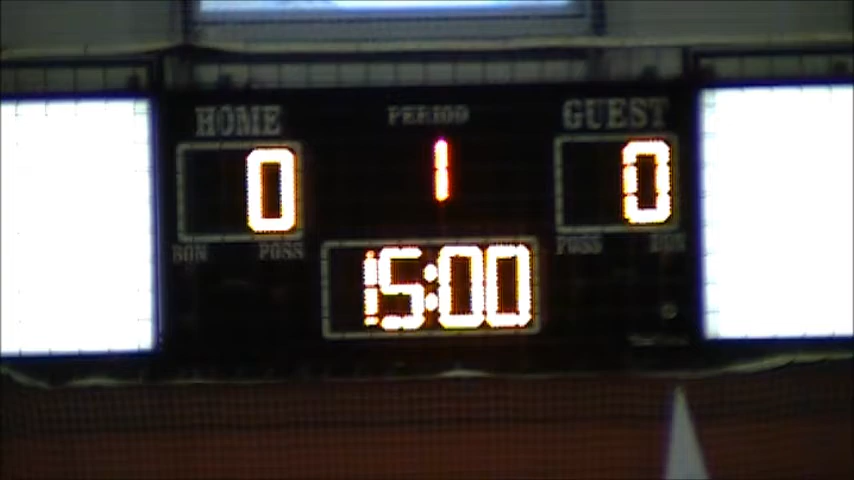 HOME PERIOD GUEST
0 1 0
BON POSS POSS BON
15:00